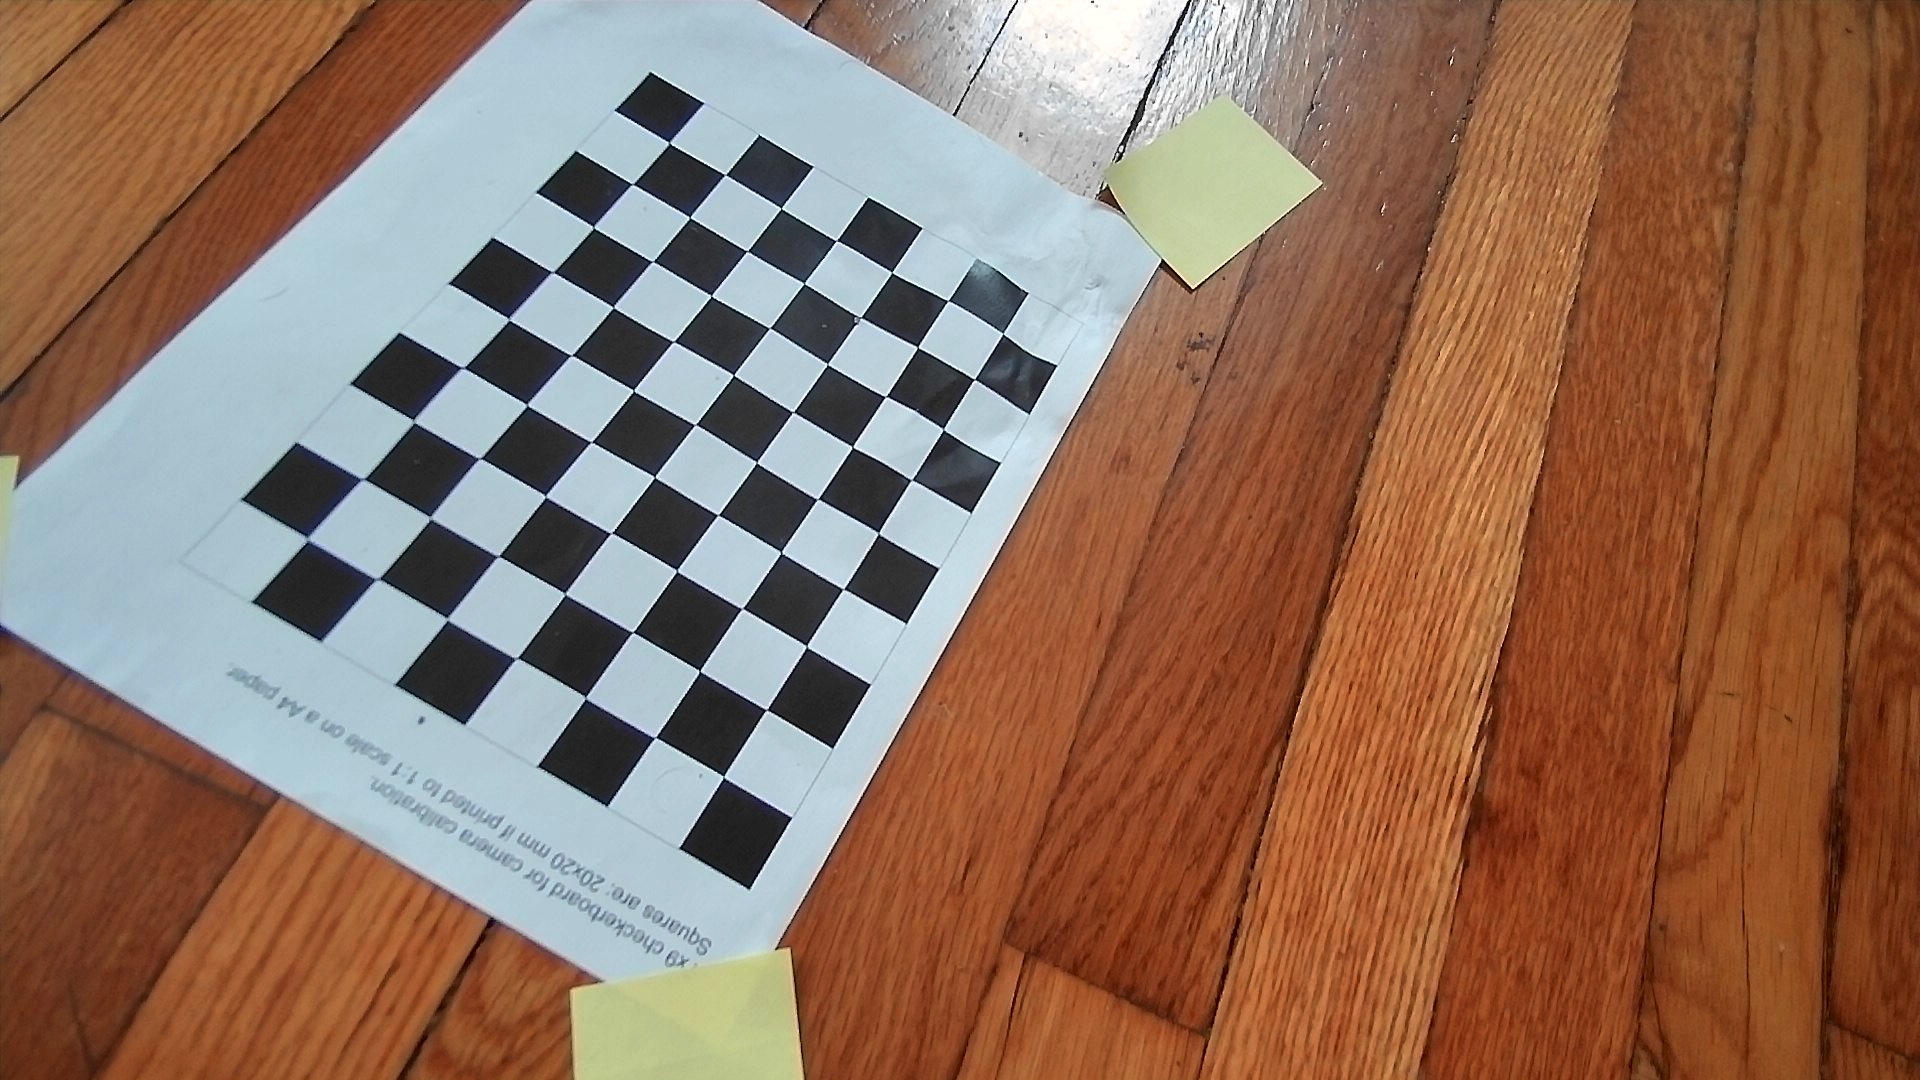 x9 checkerboard for camera calibration.
Squares are: 20x20 mm if printed to 1:1 scale on a A4 paper.